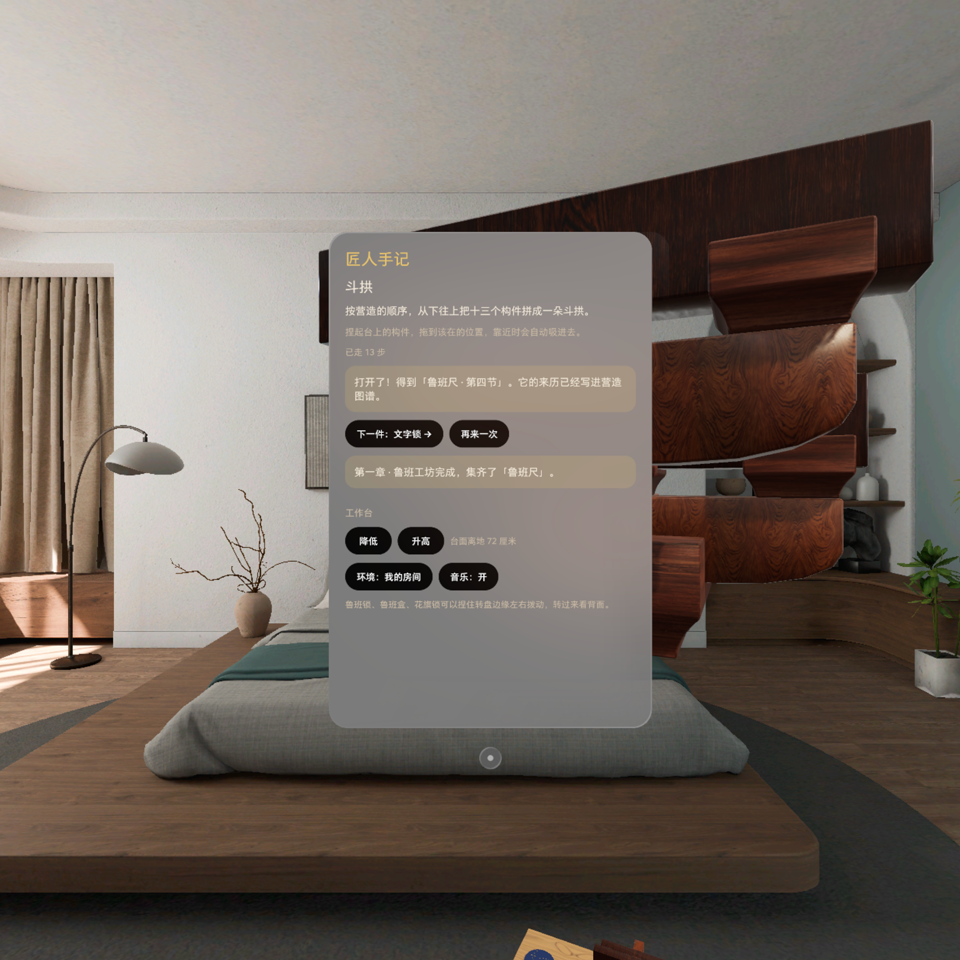 匠人手记
斗拱
按营造的顺序，从下往上把十三个构件拼成一朵斗拱。
捏起台上的构件，拖到该在的位置，靠近时会自动吸进去。
已走 13 步
打开了！得到「鲁班尺 · 第四节」。它的来历已经写进营造
图谱。
下一件：文字锁 → 再来一次
第一章 · 鲁班工坊完成，集齐了「鲁班尺」。
工作台
降低 升高 台面离地 72 厘米
环境：我的房间 音乐：开
鲁班锁、鲁班盒、花旗锁可以捏住转盘边缘左右拨动，转过来看背面。